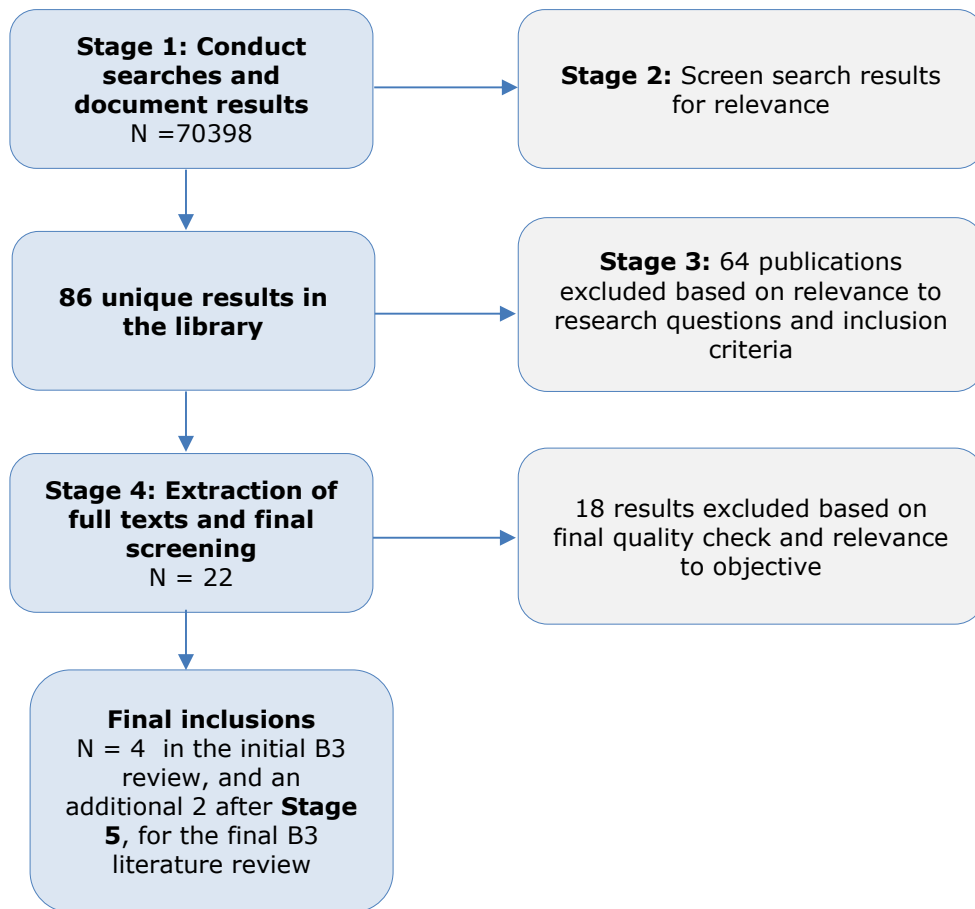 Stage 1: Conduct
searches and
document results
N =70398
Stage 2: Screen search results
for relevance
86 unique results in
the library
Stage 3: 64 publications
excluded based on relevance to
research questions and inclusion
criteria
Stage 4: Extraction of
full texts and final
screening
N = 22
18 results excluded based on
final quality check and relevance
to objective
Final inclusions
N = 4  in the initial B3
review, and an
additional 2 after Stage
5, for the final B3
literature review